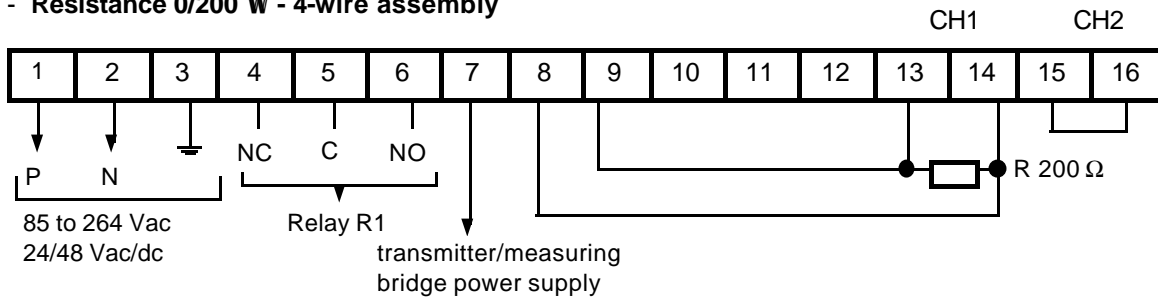 - Resistance 0/200 W - 4-wire assembly
CH1 CH2
1 2 3 4 5 6 7 8 9 10 11 12 13 14 15 16
P N NC C NO R 200 Ω
85 to 264 Vac Relay R1
24/48 Vac/dc transmitter/measuring
bridge power supply